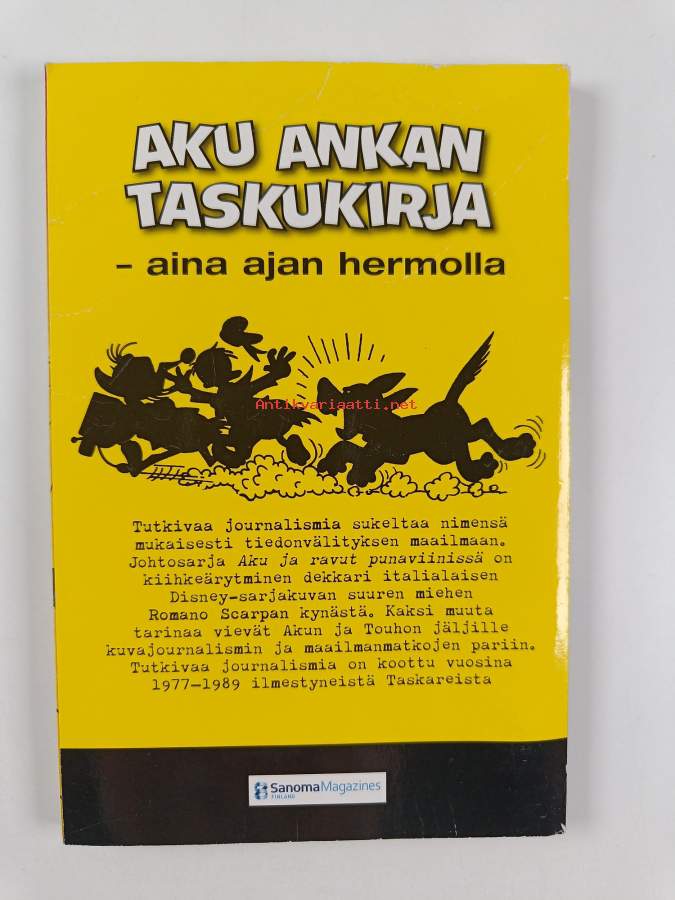 AKU ANKAN
TASKUKIRJA
– aina ajan hermolla
Antikvariaatti.net
Tutkivaa journalismia sukeltaa nimensä
mukaisesti tiedonvälityksen maailmaan.
Johtosarja Aku ja ravut punaviinissä on
kiihkeärytminen dekkari italialaisen
Disney-sarjakuvan suuren miehen
Romano Scarpan kynästä. Kaksi muuta
tarinaa vievät Akun ja Touhon jäljille
kuvajournalismin ja maailmanmatkojen pariin.
Tutkivaa journalismia on koottu vuosina
1977–1989 ilmestyneistä Taskareista
SanomaMagazines
FINLAND